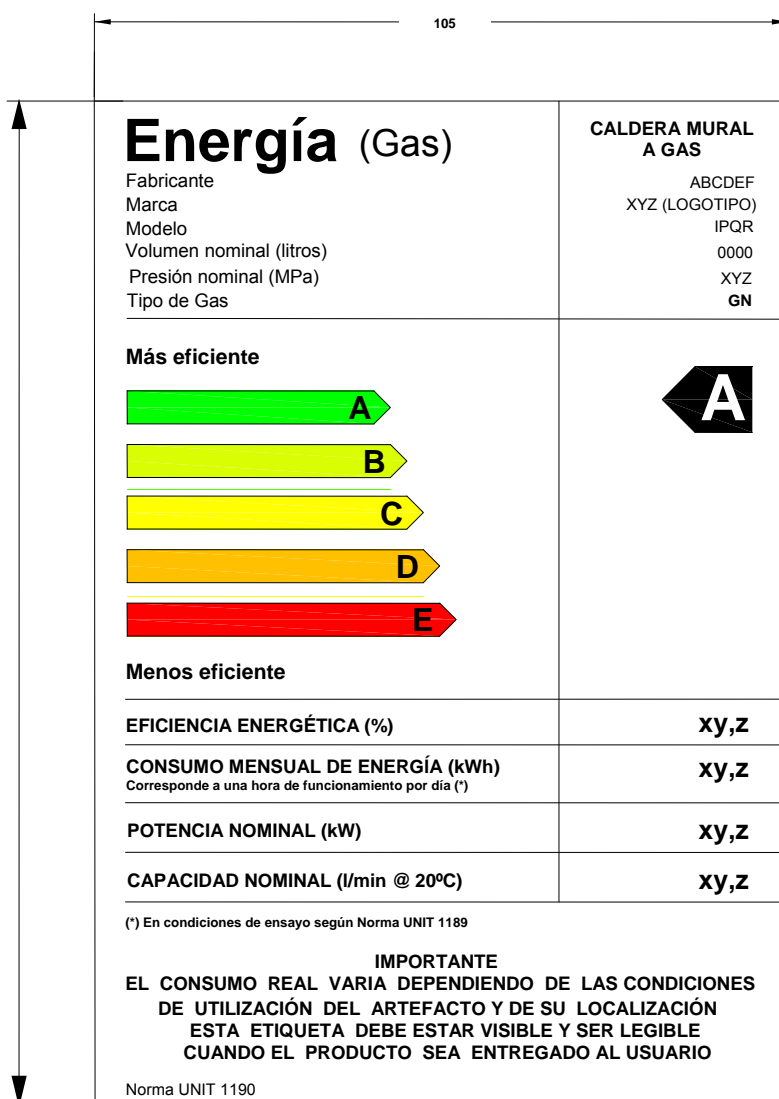 105
Energía (Gas)
CALDERA MURAL
A GAS
Fabricante ABCDEF
Marca XYZ (LOGOTIPO)
Modelo IPQR
Volumen nominal (litros) 0000
Presión nominal (MPa) XYZ
Tipo de Gas GN
Más eficiente
A A
B
C
D
E
Menos eficiente
EFICIENCIA ENERGÉTICA (%) xy,z
CONSUMO MENSUAL DE ENERGÍA (kWh) xy,z
Corresponde a una hora de funcionamiento por día (*)
POTENCIA NOMINAL (kW) xy,z
CAPACIDAD NOMINAL (l/min @ 20ºC) xy,z
(*) En condiciones de ensayo según Norma UNIT 1189
IMPORTANTE
EL CONSUMO REAL VARIA DEPENDIENDO DE LAS CONDICIONES
DE UTILIZACIÓN DEL ARTEFACTO Y DE SU LOCALIZACIÓN
ESTA ETIQUETA DEBE ESTAR VISIBLE Y SER LEGIBLE
CUANDO EL PRODUCTO SEA ENTREGADO AL USUARIO
Norma UNIT 1190